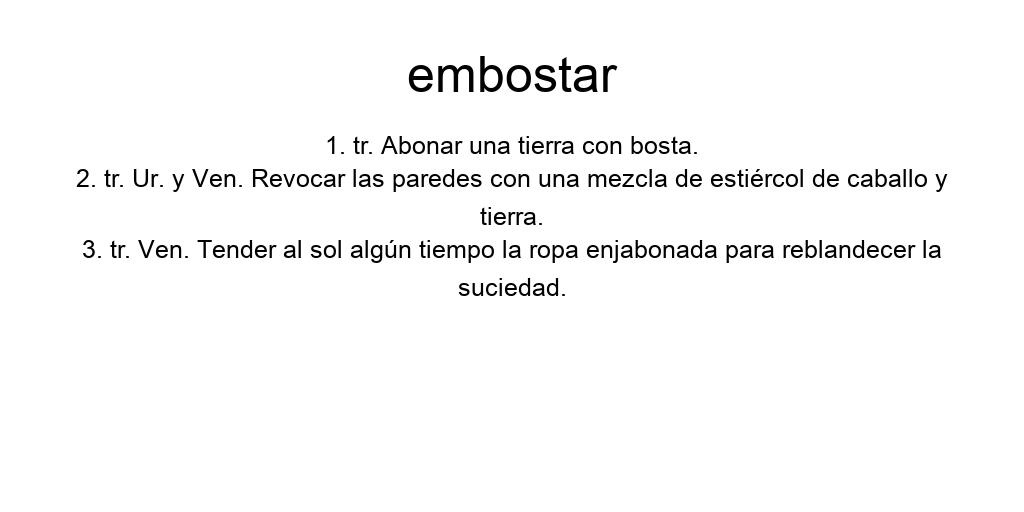 embostar
1. tr. Abonar una tierra con bosta.
2. tr. Ur. y Ven. Revocar las paredes con una mezcla de estiércol de caballo y
tierra.
3. tr. Ven. Tender al sol algún tiempo la ropa enjabonada para reblandecer la
suciedad.